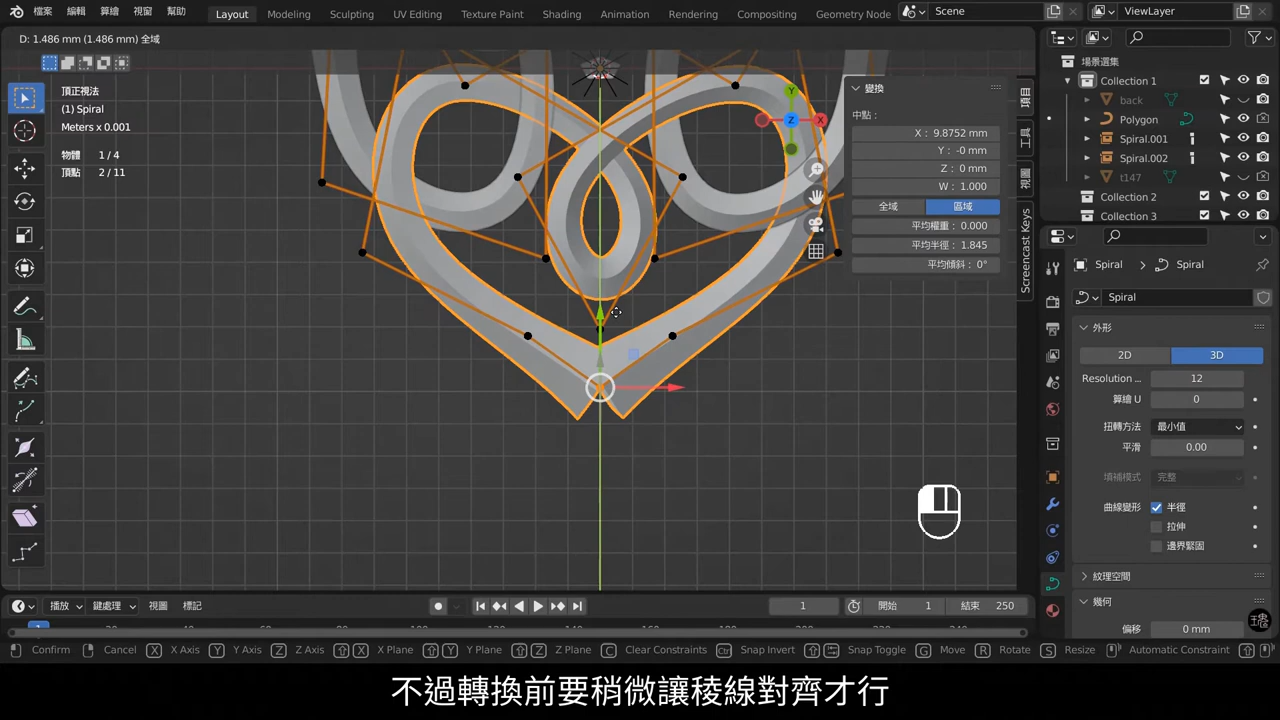 檔案 編輯 算繪 視窗 幫助 Layout Modeling Sculpting UV Editing Texture Paint Shading Animation Rendering Compositing Geometry Node Scene ViewLayer
D: 1.486 mm (1.486 mm) 全域
頂正視法
(1) Spiral
Meters x 0.001
物體 1 / 4
頂點 2 / 11
Y
X
Z
變換
中點：
X： 9.8752 mm
Y： -0 mm
Z： 0 mm
W： 1.000
全域 區域
平均權重： 0.000
平均半徑： 1.845
平均傾斜： 0°
項目
工具
視圖
Screencast Keys
場景選集
Collection 1
back
Polygon
Spiral.001
Spiral.002
t147
Collection 2
Collection 3
Spiral Spiral
Spiral
外形
2D 3D
Resolution ... 12
算繪 U 0
扭轉方法 最小值
平滑 0.00
填補模式 完整
曲線變形 半徑
拉伸
邊界緊固
紋理空間
幾何
偏移 0 mm
播放 鍵處理 視圖 標記 1 開始 1 結束 250
1
Confirm Cancel X X Axis Y Y Axis Z Z Axis X X Plane Y Y Plane Z Z Plane C Clear Constraints Ctrl Snap Invert Snap Toggle G Move R Rotate S Resize Automatic Constraint
不過轉換前要稍微讓稜線對齊才行